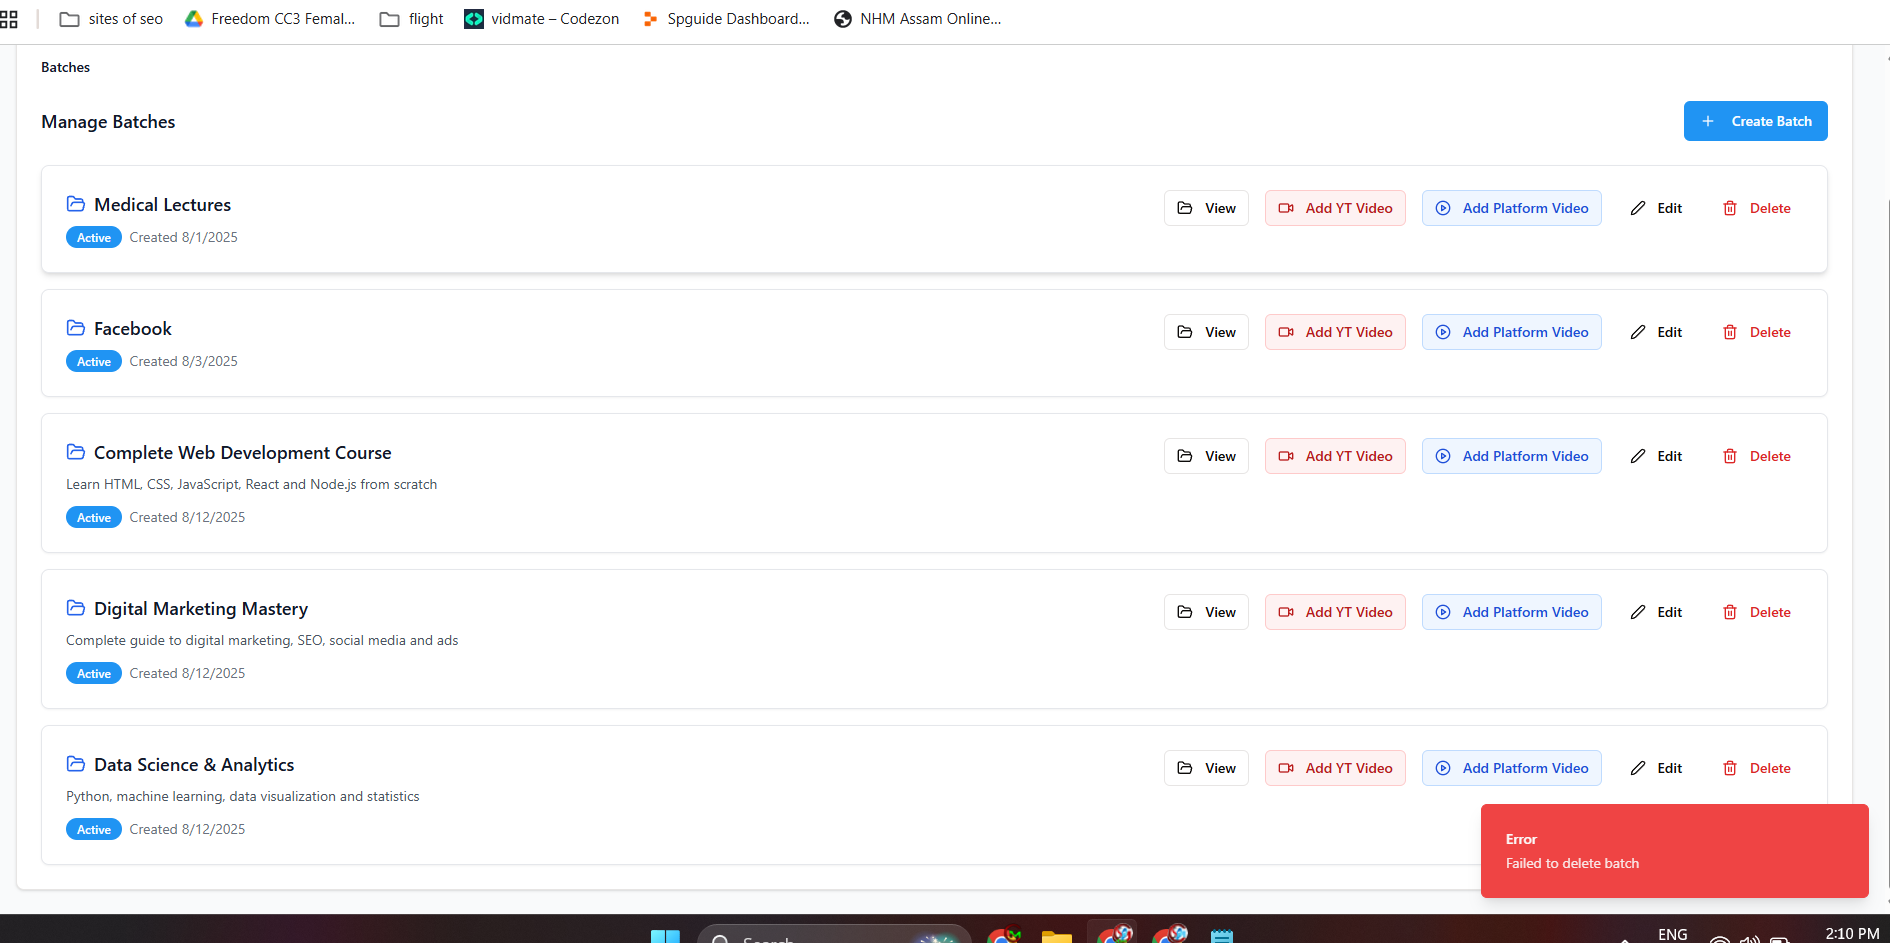 sites of seo Freedom CC3 Femal... flight vidmate – Codezon Spguide Dashboard... NHM Assam Online...
Batches
Manage Batches
Create Batch
Medical Lectures
View Add YT Video Add Platform Video Edit Delete
Active Created 8/1/2025
Facebook
View Add YT Video Add Platform Video Edit Delete
Active Created 8/3/2025
Complete Web Development Course
View Add YT Video Add Platform Video Edit Delete
Learn HTML, CSS, JavaScript, React and Node.js from scratch
Active Created 8/12/2025
Digital Marketing Mastery
View Add YT Video Add Platform Video Edit Delete
Complete guide to digital marketing, SEO, social media and ads
Active Created 8/12/2025
Data Science & Analytics
View Add YT Video Add Platform Video Edit Delete
Python, machine learning, data visualization and statistics
Active Created 8/12/2025
Error
Failed to delete batch
Search
ENG
2:10 PM